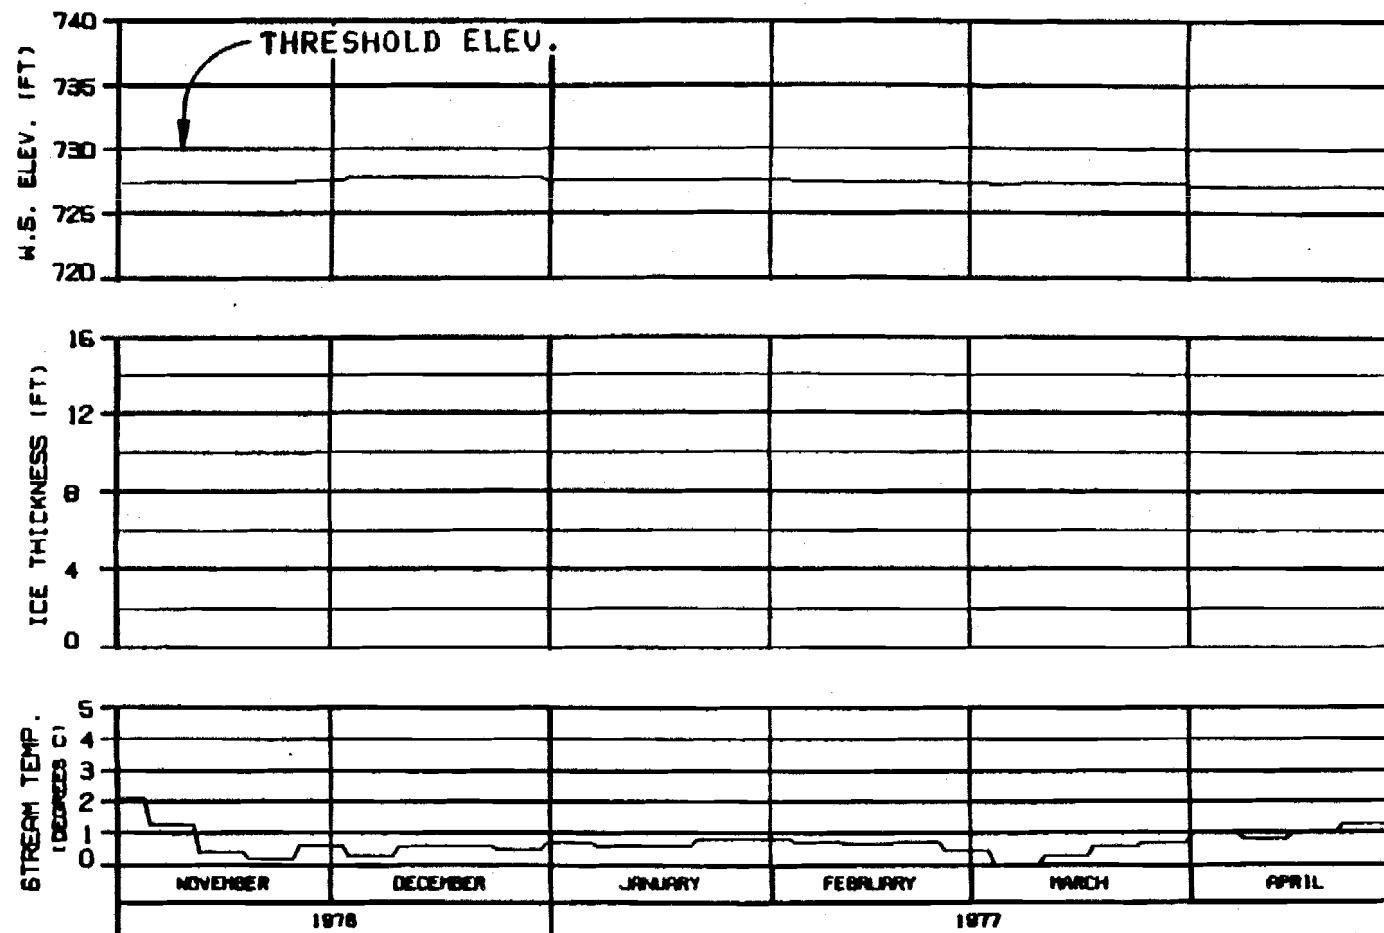 740
THRESHOLD ELEV.
735
730
725
720
W.S. ELEV. (FT)
16
12
8
4
0
ICE THICKNESS (FT)
5
4
3
2
1
0
STREAM TEMP.
(DEGREES C)
NOVEMBER DECEMBER JANUARY FEBRUARY MARCH APRIL
1976 1977